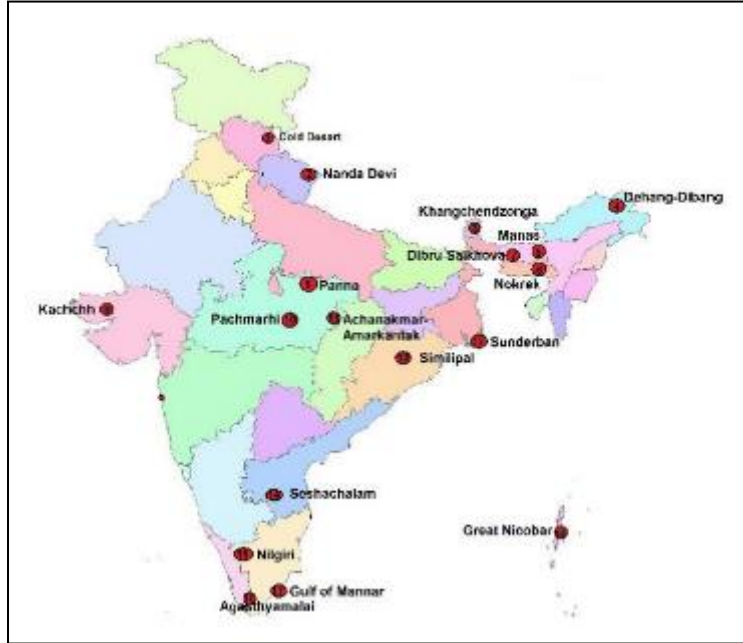 Cold Desert
Nanda Devi
Dehang-Dibang
Khangchendzonga
Manas
Dibru-Saikhova
Nokrek
Panna
Kachchh
Pachmarhi
Achanakmar-
Amarkantak
Sunderban
Similipal
Seshachalam
Great Nicobar
Nilgiri
Gulf of Mannar
Agasthyamalai